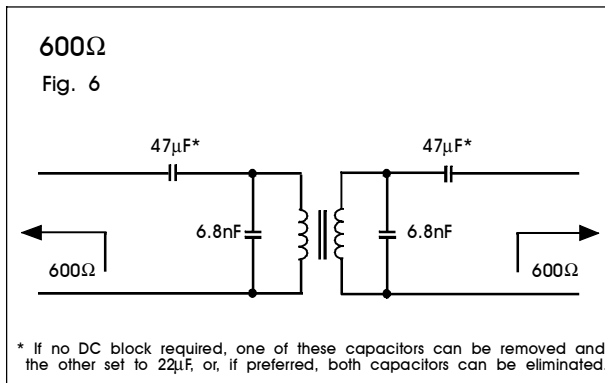 600Ω
Fig. 6
47µF*
47µF*
6.8nF
6.8nF
600Ω
600Ω
* If no DC block required, one of these capacitors can be removed and
the other set to 22µF, or, if preferred, both capacitors can be eliminated.